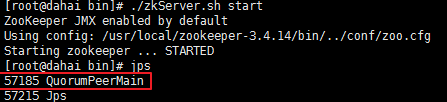 [root@dahai bin]# ./zkServer.sh start
ZooKeeper JMX enabled by default
Using config: /usr/local/zookeeper-3.4.14/bin/../conf/zoo.cfg
Starting zookeeper ... STARTED
[root@dahai bin]# jps
57185 QuorumPeerMain
57215 Jps